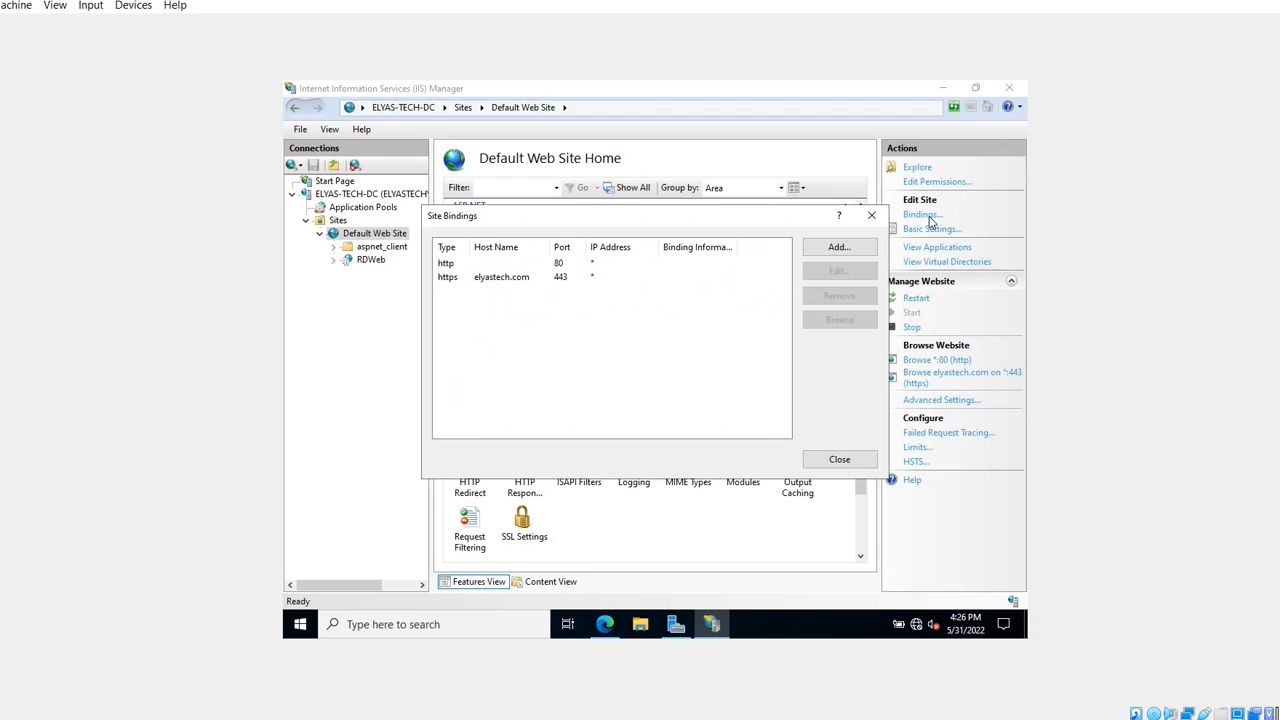 achine View Input Devices Help
Internet Information Services (IIS) Manager
ELYAS-TECH-DC Sites Default Web Site
File View Help
Connections
Start Page
ELYAS-TECH-DC (ELYASTECH
Application Pools
Sites
Default Web Site
aspnet_client
RDWeb
Default Web Site Home
Filter: Go Show All Group by: Area
Site Bindings
Type Host Name Port IP Address Binding Informa...
http 80 *
https elyastech.com 443 *
Add...
Edit...
Remove
Browse
Close
HTTP Redirect
HTTP Respon...
ISAPI Filters
Logging
MIME Types
Modules
Output Caching
Request Filtering
SSL Settings
Features View Content View
Actions
Explore
Edit Permissions...
Edit Site
Bindings...
Basic Settings...
View Applications
View Virtual Directories
Manage Website
Restart
Start
Stop
Browse Website
Browse *:80 (http)
Browse elyastech.com on *:443
(https)
Advanced Settings...
Configure
Failed Request Tracing...
Limits...
HSTS...
Help
Ready
Type here to search
4:26 PM
5/31/2022